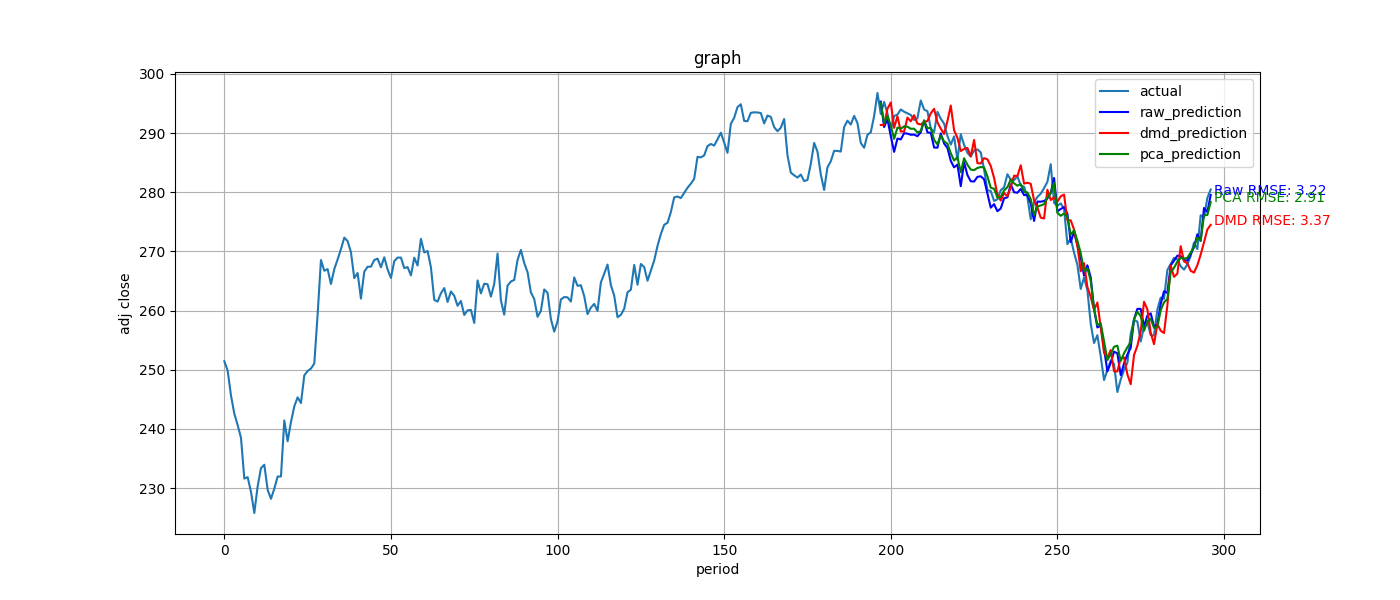 graph
300
290
280
270
260
250
240
230
adj close
actual
raw_prediction
dmd_prediction
pca_prediction
Raw RMSE: 3.22
PCA RMSE: 2.91
DMD RMSE: 3.37
0 50 100 150 200 250 300
period